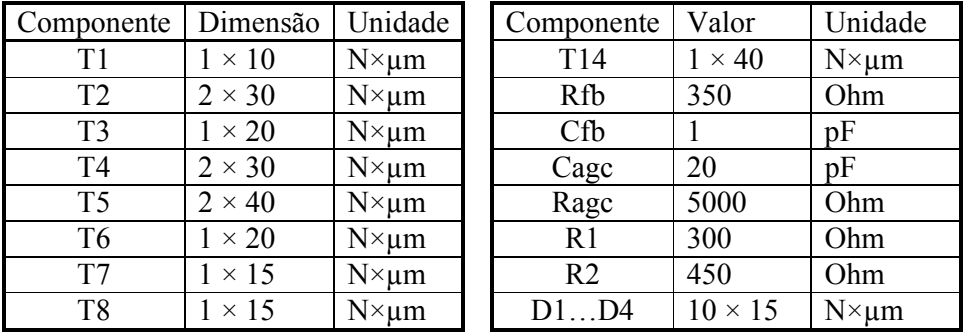 Componente Dimensão Unidade
T1 1 × 10 N×µm
T2 2 × 30 N×µm
T3 1 × 20 N×µm
T4 2 × 30 N×µm
T5 2 × 40 N×µm
T6 1 × 20 N×µm
T7 1 × 15 N×µm
T8 1 × 15 N×µm
Componente Valor Unidade
T14 1 × 40 N×µm
Rfb 350 Ohm
Cfb 1 pF
Cagc 20 pF
Ragc 5000 Ohm
R1 300 Ohm
R2 450 Ohm
D1…D4 10 × 15 N×µm